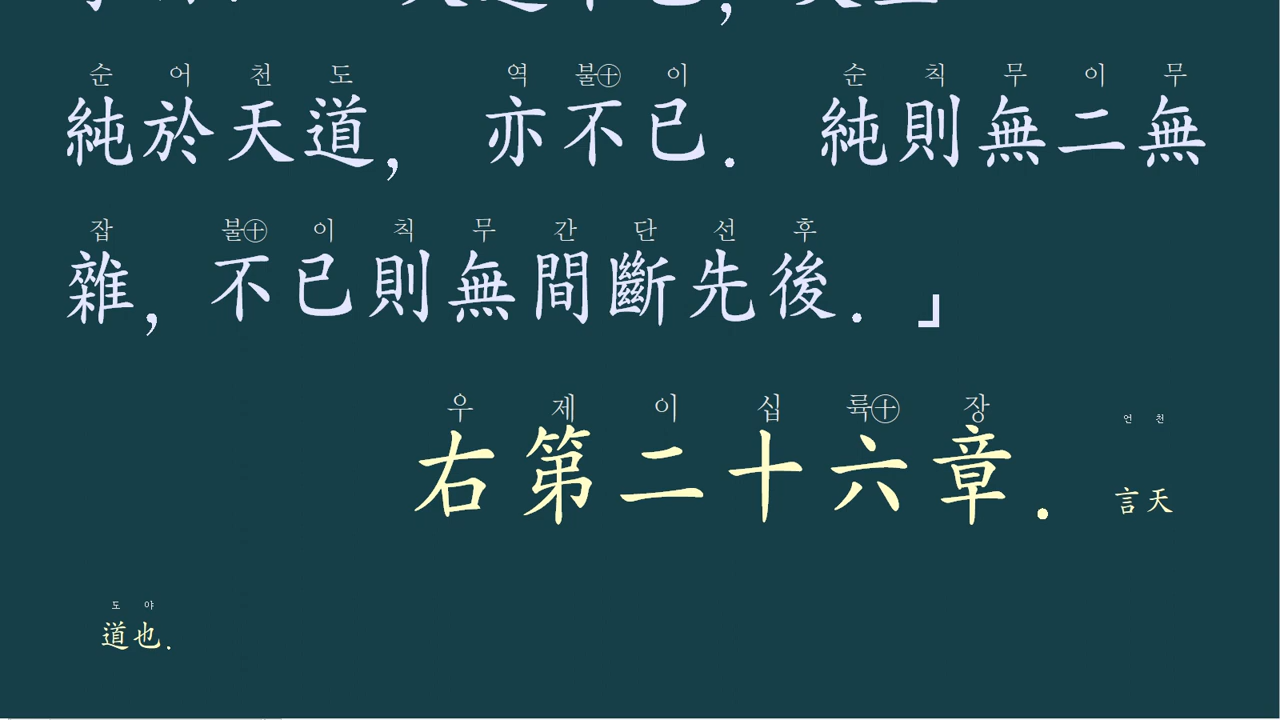 순 어 천 도 역 불㊉ 이 순 칙 무 이 무
純於天道, 亦不已. 純則無二無
잡 불㊉ 이 칙 무 간 단 선 후
雜, 不已則無間斷先後.」
우 제 이 십 륙㊉ 장 언 천
右第二十六章. 言天
도 야
道也.